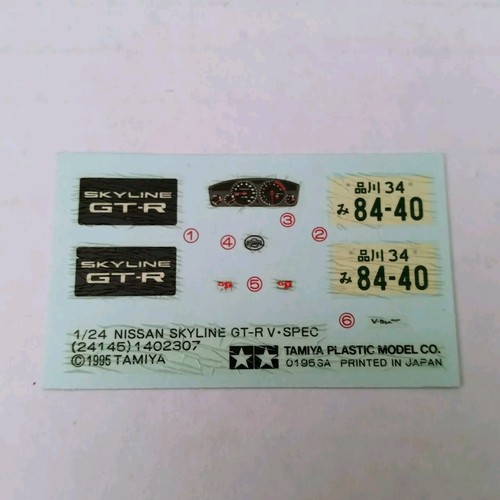 SKYLINE
GT-R
①
SKYLINE
GT-R
③
④
⑤
②
品川 34
み 84-40
品川 34
み 84-40
⑥
V·Spec
1/24 NISSAN SKYLINE GT-R V·SPEC
(24145) 1402307
©1995 TAMIYA
TAMIYA PLASTIC MODEL CO.
0195SA PRINTED IN JAPAN